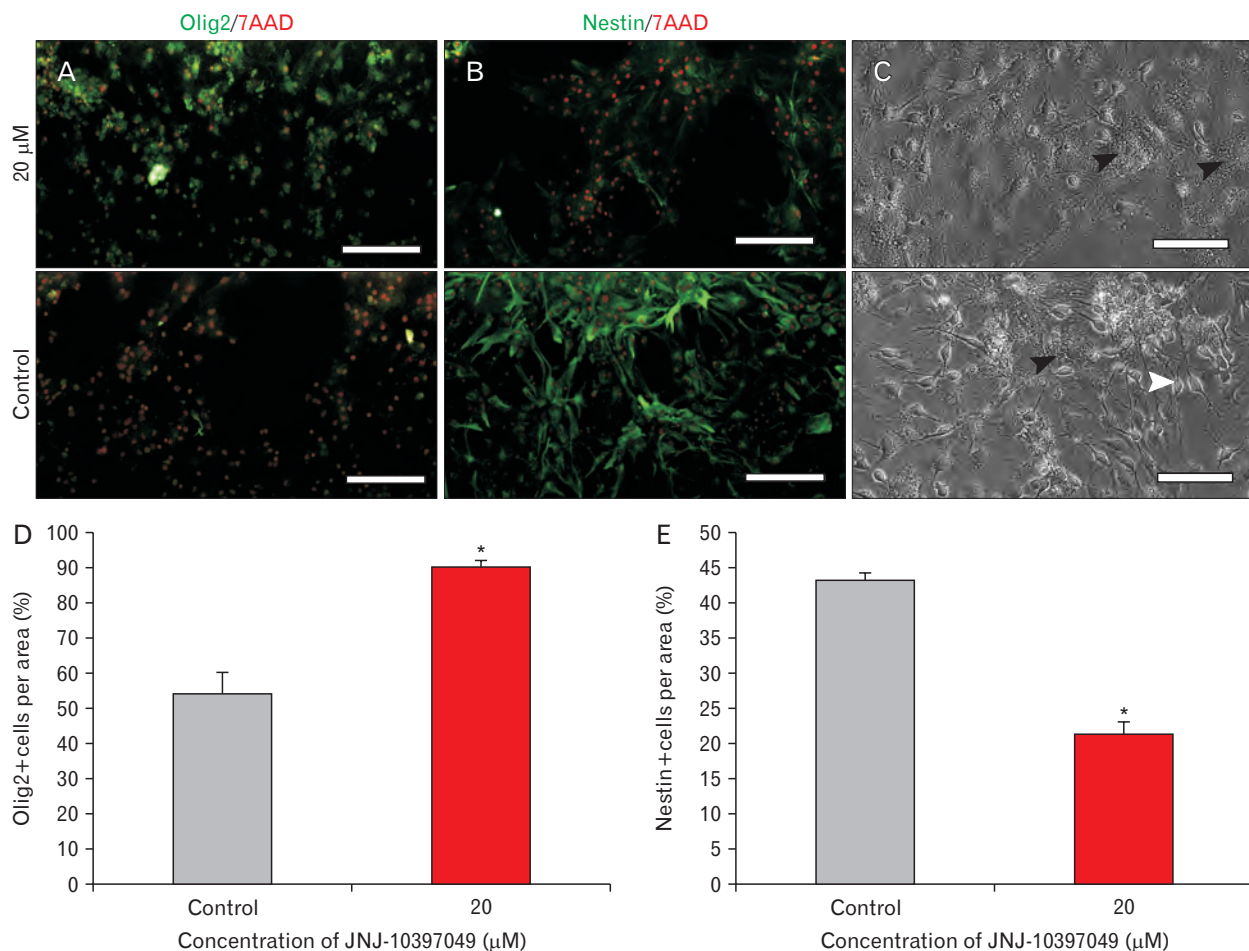 Olig2/7AAD
Nestin/7AAD
A
B
C
20 μM
Control
D
E
100
90
80
70
60
50
40
30
20
10
0
Olig2+cells per area (%)
*
Control
20
Concentration of JNJ-10397049 (μM)
50
45
40
35
30
25
20
15
10
5
0
Nestin+cells per area (%)
*
Control
20
Concentration of JNJ-10397049 (μM)